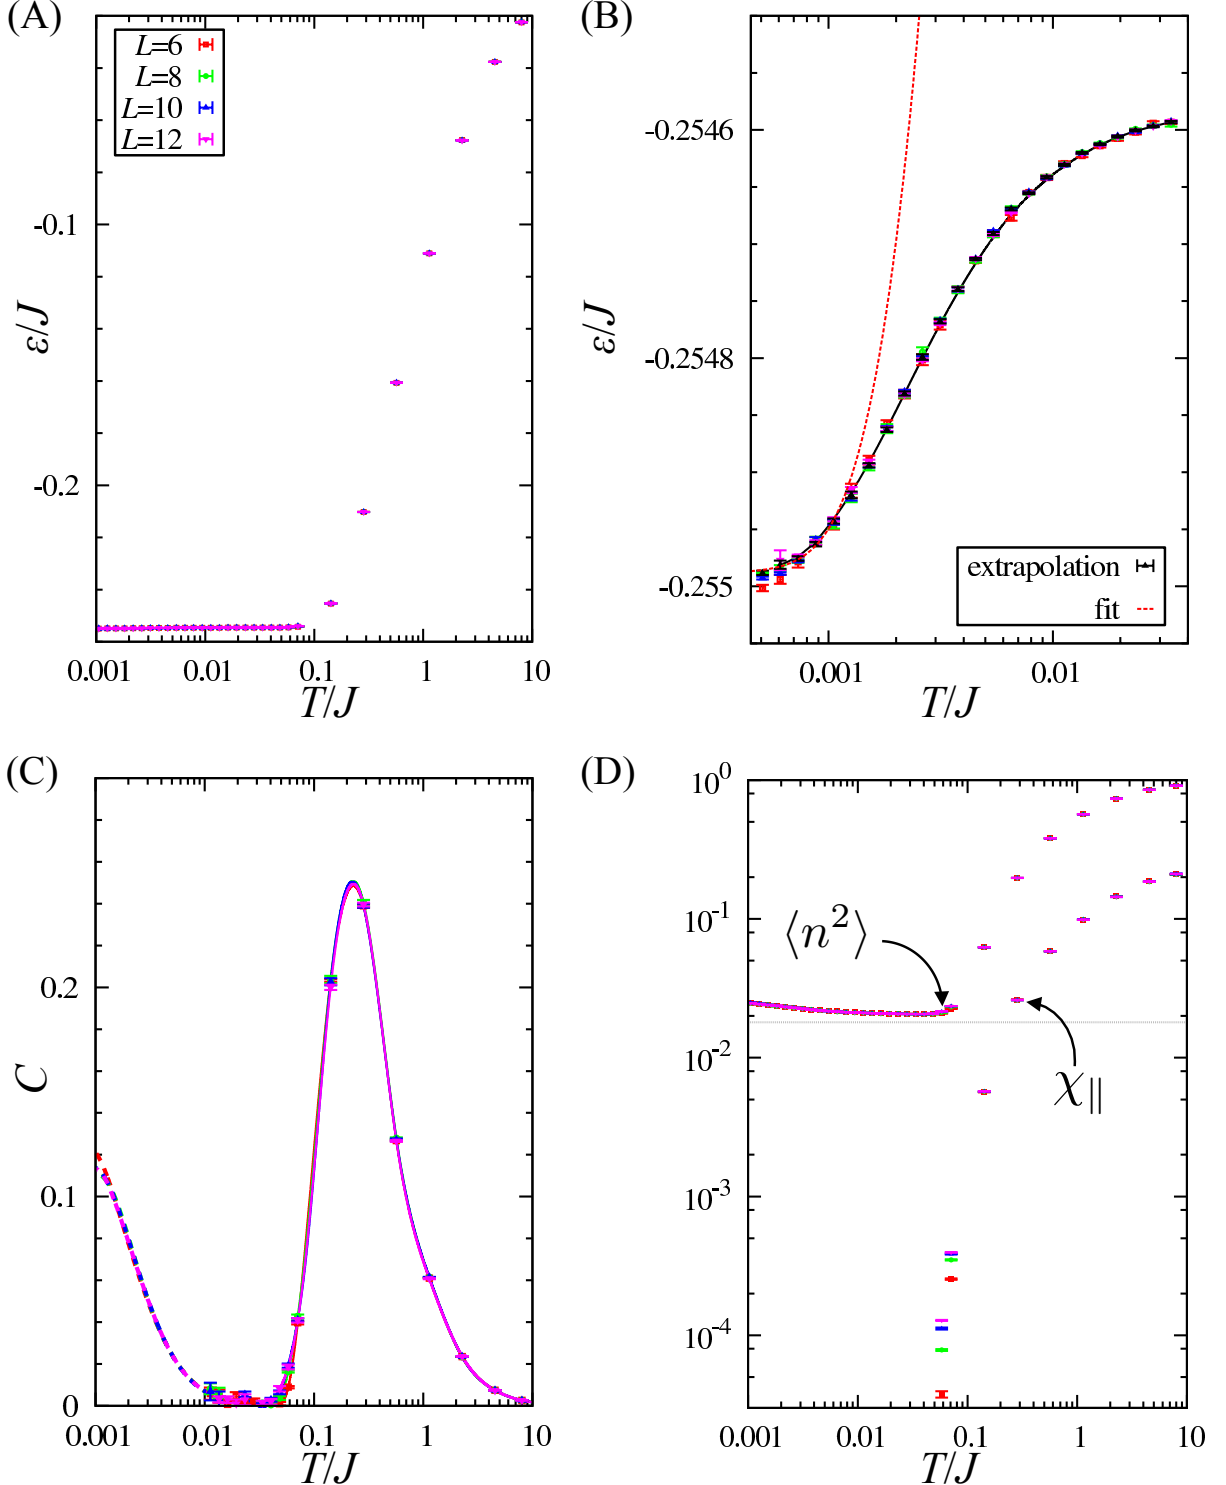 (A)
L=6
L=8
L=10
L=12
-0.1
-0.2
ε/J
0.001
0.01
0.1
1
10
T/J
(B)
-0.2546
-0.2548
-0.255
ε/J
extrapolation
fit
0.001
0.01
T/J
(C)
0.2
0.1
0
C
0.001
0.01
0.1
1
10
T/J
(D)
10^0
10^-1
10^-2
10^-3
10^-4
⟨n²⟩
χ∥
0.001
0.01
0.1
1
10
T/J